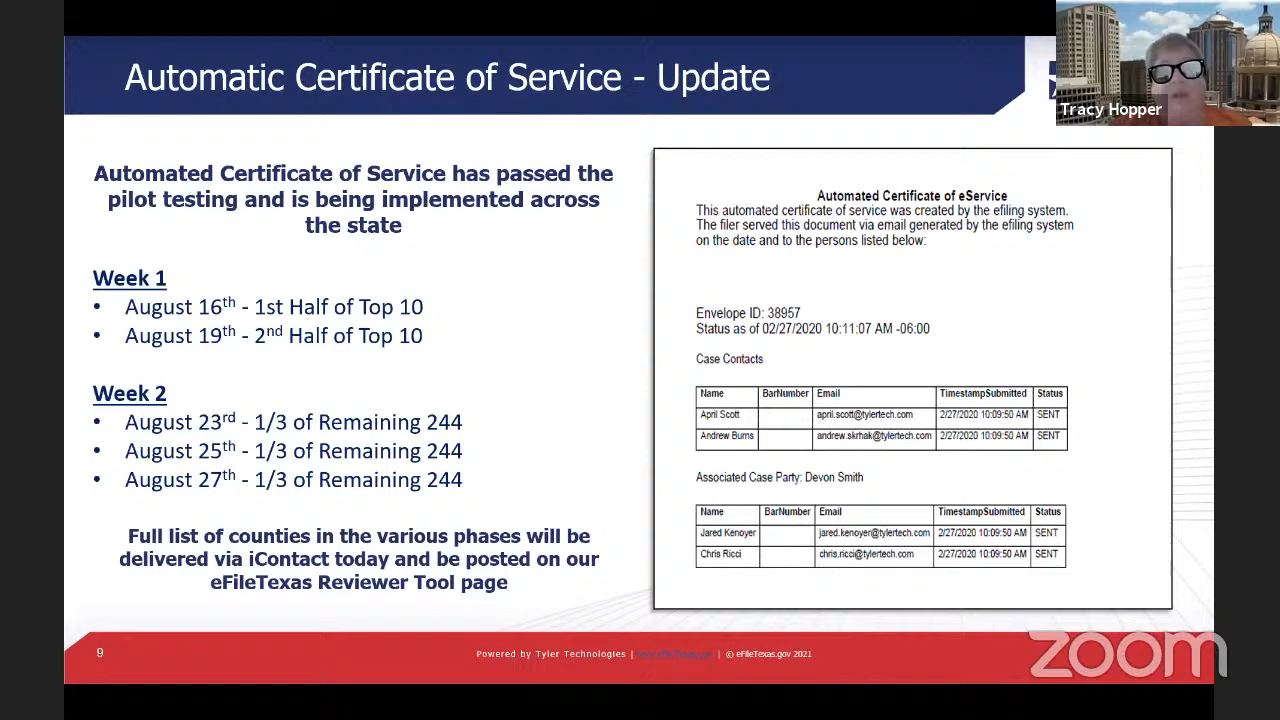 Automatic Certificate of Service - Update
Tracy Hopper
Automated Certificate of Service has passed the
pilot testing and is being implemented across
the state
Week 1
• August 16th - 1st Half of Top 10
• August 19th - 2nd Half of Top 10
Week 2
• August 23rd - 1/3 of Remaining 244
• August 25th - 1/3 of Remaining 244
• August 27th - 1/3 of Remaining 244
Full list of counties in the various phases will be
delivered via iContact today and be posted on our
eFileTexas Reviewer Tool page
Automated Certificate of eService
This automated certificate of service was created by the efiling system.
The filer served this document via email generated by the efiling system
on the date and to the persons listed below:
Envelope ID: 38957
Status as of 02/27/2020 10:11:07 AM -06:00
Case Contacts
Name BarNumber Email TimestampSubmitted Status
April Scott april.scott@tylertech.com 2/27/2020 10:09:50 AM SENT
Andrew Burns andrew.skrhak@tylertech.com 2/27/2020 10:09:50 AM SENT
Associated Case Party: Devon Smith
Name BarNumber Email TimestampSubmitted Status
Jared Kenoyer jared.kenoyer@tylertech.com 2/27/2020 10:09:50 AM SENT
Chris Ricci chris.ricci@tylertech.com 2/27/2020 10:09:50 AM SENT
9
Powered by Tyler Technologies | | © eFileTexas.gov 2021
zoom